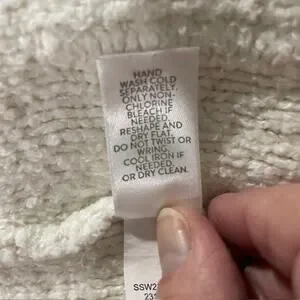 HAND
WASH COLD
SEPARATELY.
ONLY NON-
CHLORINE
BLEACH IF
NEEDED.
RESHAPE AND
DRY FLAT.
DO NOT TWIST OR
WRING.
COOL IRON IF
NEEDED.
OR DRY CLEAN.